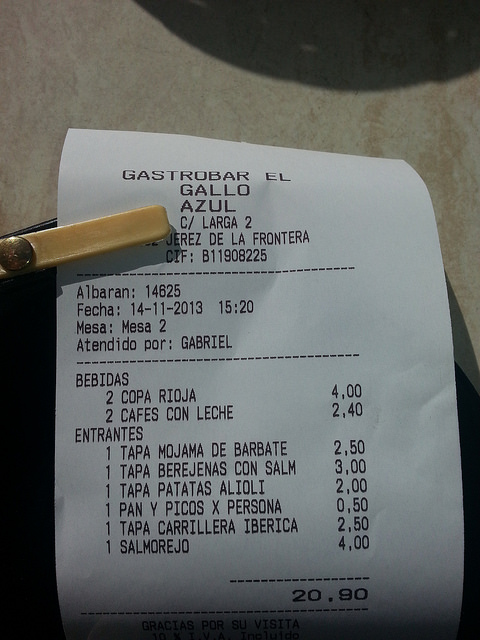 GASTROBAR EL
GALLO
AZUL
C/ LARGA 2
JEREZ DE LA FRONTERA
CIF: B11908225
Albaran: 14625
Fecha: 14-11-2013 15:20
Mesa: Mesa 2
Atendido por: GABRIEL
BEBIDAS
2 COPA RIOJA 4,00
2 CAFES CON LECHE 2,40
ENTRANTES
1 TAPA MOJAMA DE BARBATE 2,50
1 TAPA BEREJENAS CON SALM 3,00
1 TAPA PATATAS ALIOLI 2,00
1 PAN Y PICOS X PERSONA 0,50
1 TAPA CARRILLERA IBERICA 2,50
1 SALMOREJO 4,00
20.90
GRACIAS POR SU VISITA
10 % I.V.A. Incluido